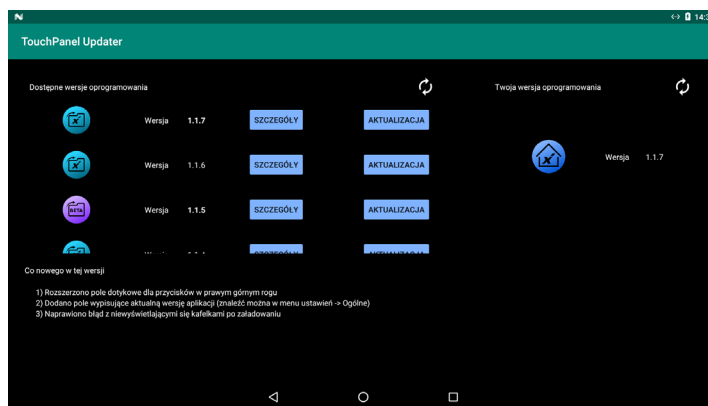 14:3
TouchPanel Updater
Dostępne wersje oprogramowania
Twoja wersja oprogramowania
Wersja 1.1.7 SZCZEGÓŁY AKTUALIZACJA
Wersja 1.1.7
Wersja 1.1.6 SZCZEGÓŁY AKTUALIZACJA
BETA Wersja 1.1.5 SZCZEGÓŁY AKTUALIZACJA
Co nowego w tej wersji
1) Rozszerzono pole dotykowe dla przycisków w prawym górnym rogu
2) Dodano pole wypisujące aktualną wersję aplikacji (znaleźć można w menu ustawień -> Ogólne)
3) Naprawiono błąd z niewyświetlającymi się kafelkami po załadowaniu